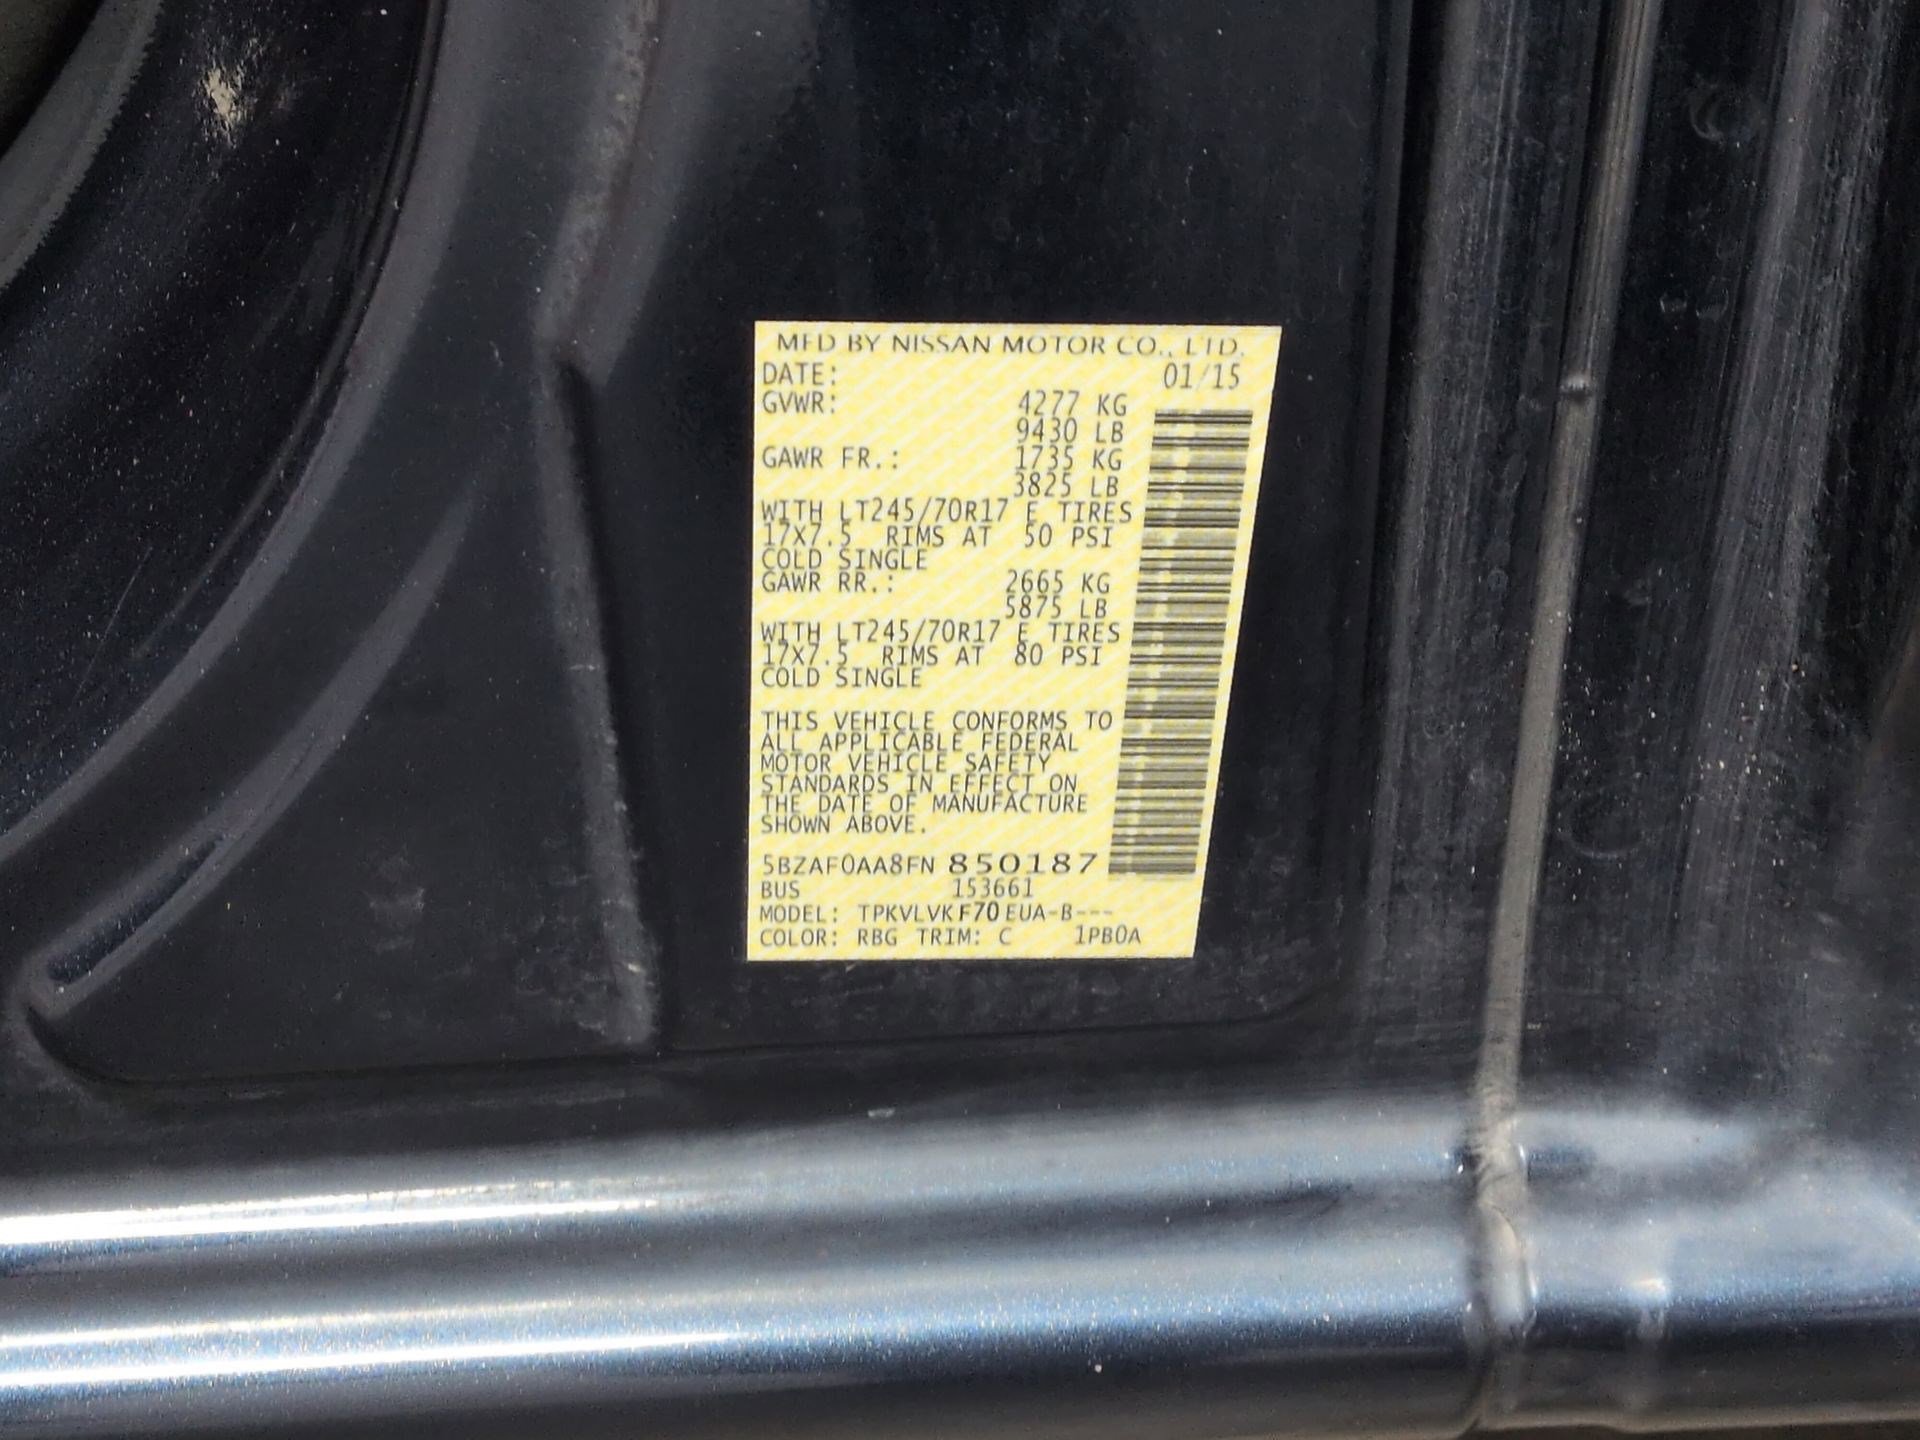 MFD BY NISSAN MOTOR CO., LTD.
DATE: 01/15
GVWR: 4277 KG
9430 LB
GAWR FR.: 1735 KG
3825 LB
WITH LT245/70R17 E TIRES
17X7.5 RIMS AT 50 PSI
COLD SINGLE
GAWR RR.: 2665 KG
5875 LB
WITH LT245/70R17 E TIRES
17X7.5 RIMS AT 80 PSI
COLD SINGLE
THIS VEHICLE CONFORMS TO
ALL APPLICABLE FEDERAL
MOTOR VEHICLE SAFETY
STANDARDS IN EFFECT ON
THE DATE OF MANUFACTURE
SHOWN ABOVE.
5BZAF0AA8FN 850187
BUS 153661
MODEL: TPKVLVKF70EUA-B---
COLOR: RBG TRIM: C 1PB0A